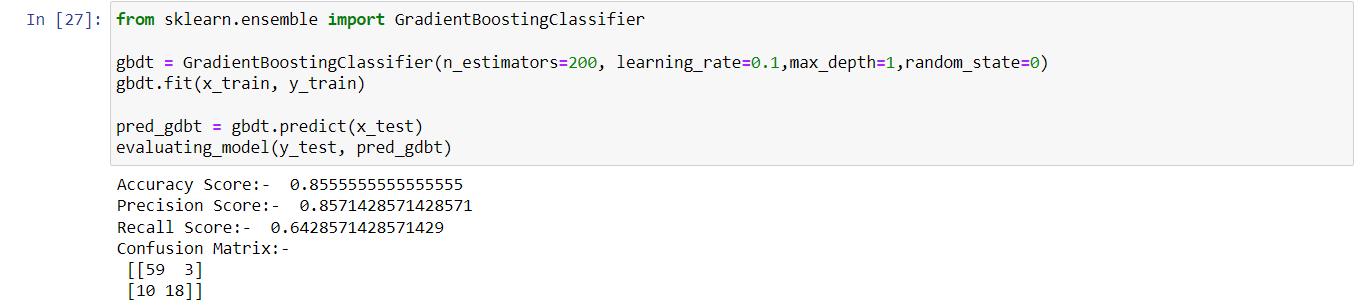 In [27]: from sklearn.ensemble import GradientBoostingClassifier
gbdt = GradientBoostingClassifier(n_estimators=200, learning_rate=0.1,max_depth=1,random_state=0)
gbdt.fit(x_train, y_train)
pred_gdbt = gbdt.predict(x_test)
evaluating_model(y_test, pred_gdbt)
Accuracy Score:-  0.8555555555555555
Precision Score:-  0.8571428571428571
Recall Score:-  0.6428571428571429
Confusion Matrix:-
[[59  3]
[10 18]]